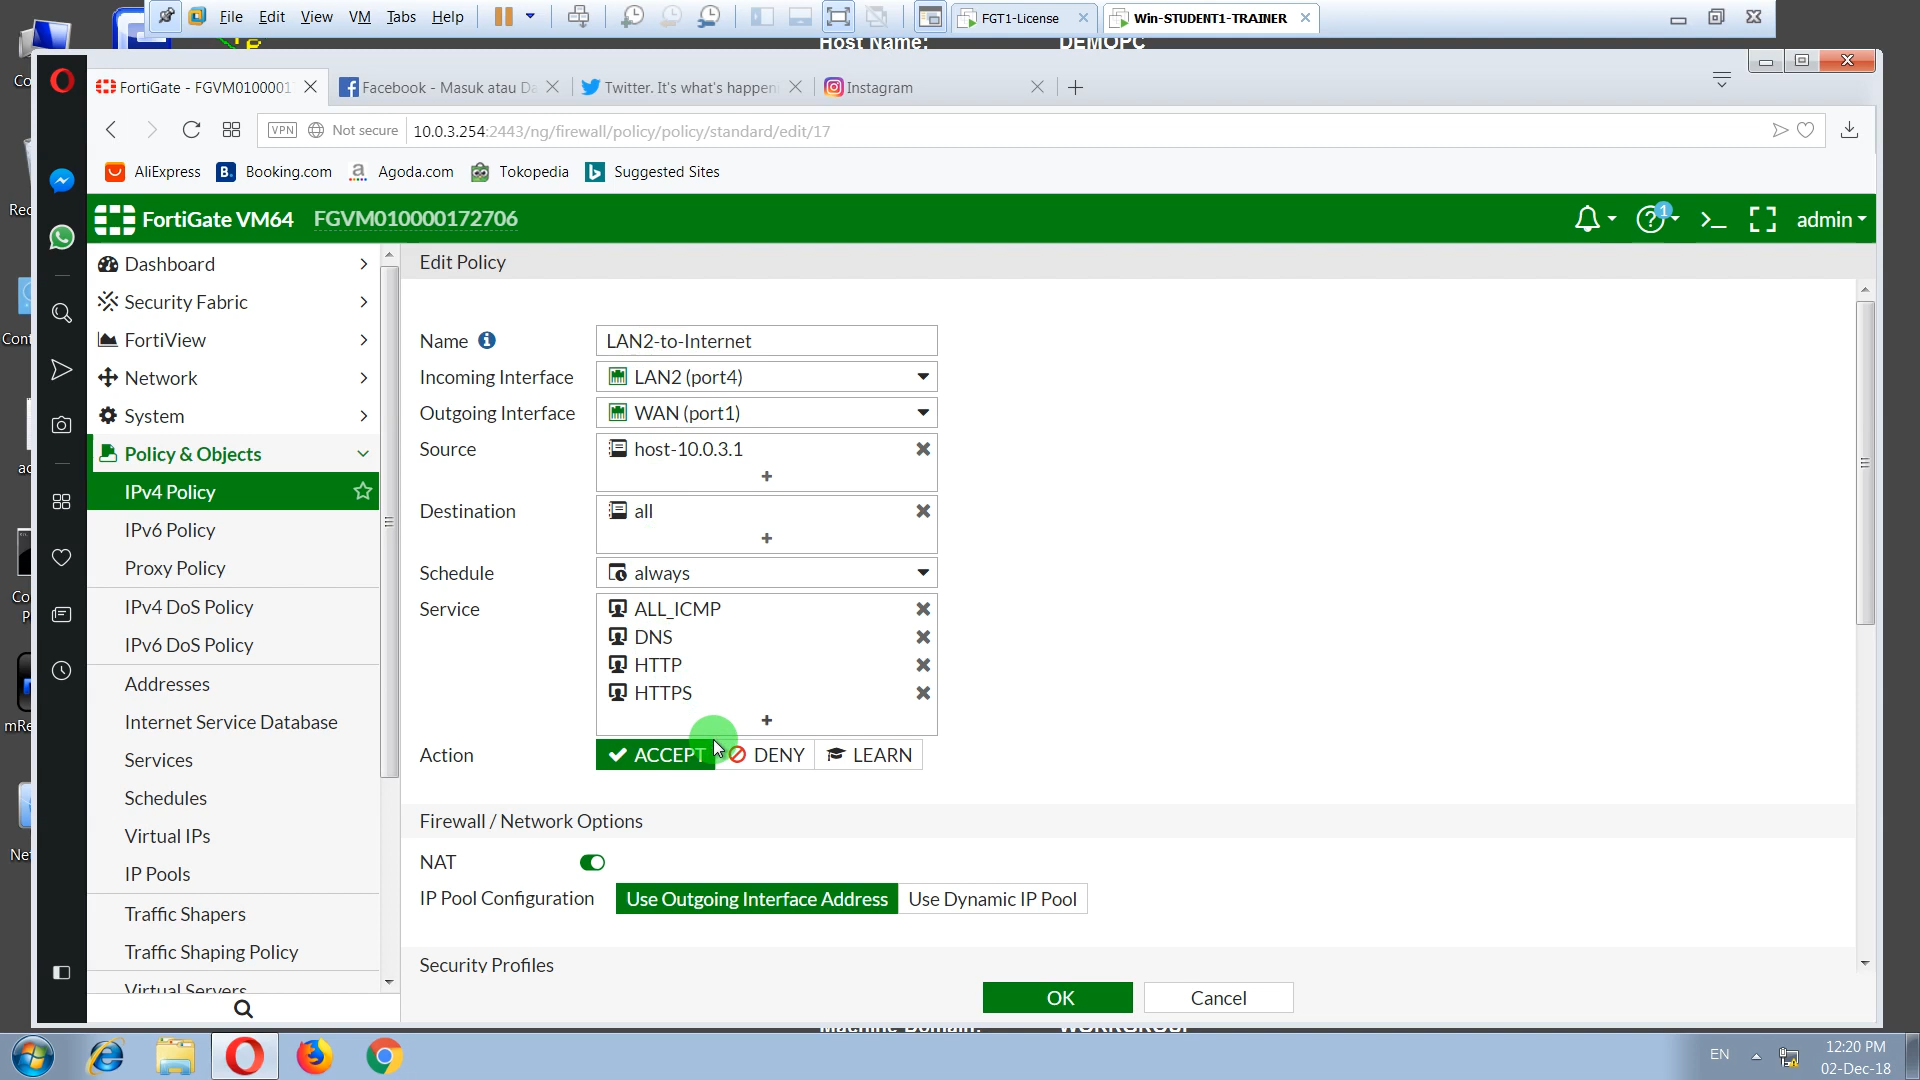 File Edit View VM Tabs Help
FGT1-License
Win-STUDENT1-TRAINER
Host Name: DEMOPC
FortiGate - FGVM0100001
Facebook - Masuk atau Da
Twitter. It's what's happen
Instagram
VPN Not secure 10.0.3.254:2443/ng/firewall/policy/policy/standard/edit/17
AliExpress
B. Booking.com
a Agoda.com
Tokopedia
Suggested Sites
FortiGate VM64 FGVM010000172706
1
admin
Dashboard
Security Fabric
FortiView
Network
System
Policy & Objects
IPv4 Policy
IPv6 Policy
Proxy Policy
IPv4 DoS Policy
IPv6 DoS Policy
Addresses
Internet Service Database
Services
Schedules
Virtual IPs
IP Pools
Traffic Shapers
Traffic Shaping Policy
Virtual Servers
Edit Policy
Name LAN2-to-Internet
Incoming Interface LAN2 (port4)
Outgoing Interface WAN (port1)
Source host-10.0.3.1
+
Destination all
+
Schedule always
Service ALL_ICMP
DNS
HTTP
HTTPS
+
Action ACCEPT DENY LEARN
Firewall / Network Options
NAT
IP Pool Configuration Use Outgoing Interface Address Use Dynamic IP Pool
Security Profiles
OK Cancel
Machine Domain: WORKGROUP
EN
12:20 PM
02-Dec-18